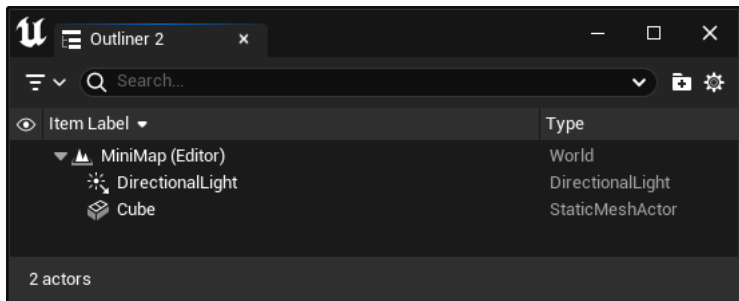 Outliner 2
Search...
Item Label Type
MiniMap (Editor) World
DirectionalLight DirectionalLight
Cube StaticMeshActor
2 actors